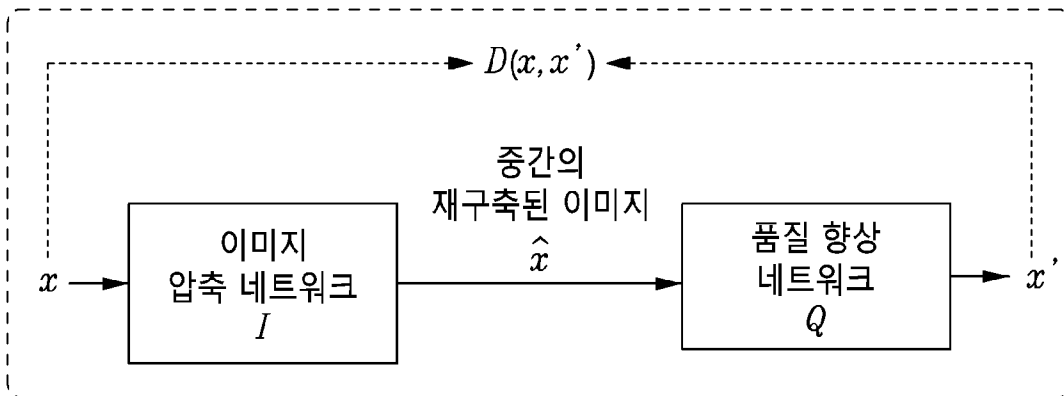 D(x, x')
중간의
재구축된 이미지
x̂
x
이미지
압축 네트워크
I
품질 향상
네트워크
Q
x'